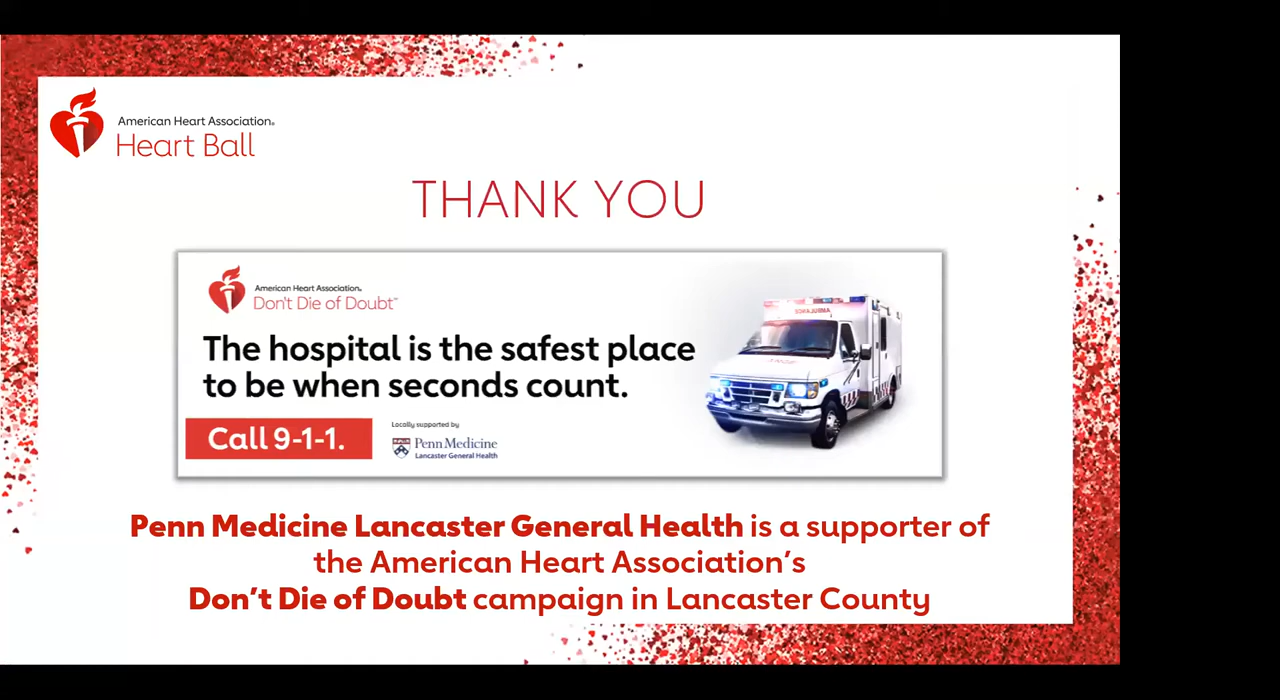 American Heart Association®
Heart Ball
THANK YOU
American Heart Association®
Don't Die of Doubt™
The hospital is the safest place
to be when seconds count.
Call 9-1-1.
Locally supported by
Penn Medicine
Lancaster General Health
AMBULANCE
Penn Medicine Lancaster General Health is a supporter of
the American Heart Association's
Don't Die of Doubt campaign in Lancaster County